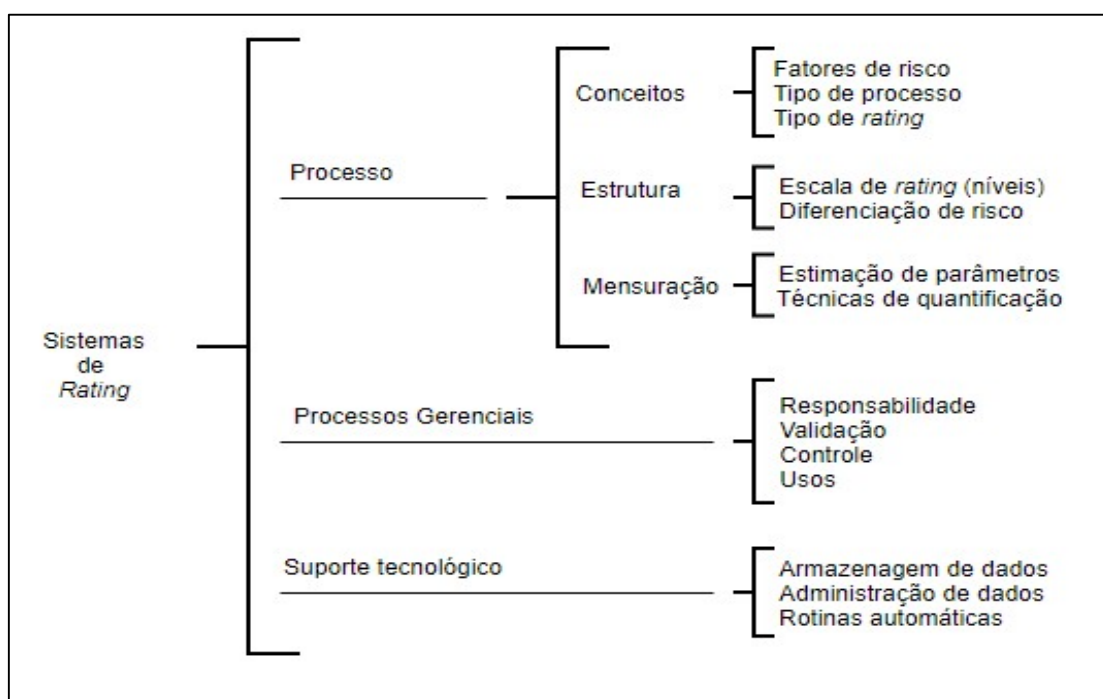 Sistemas
de
Rating
Processo
Conceitos
Fatores de risco
Tipo de processo
Tipo de rating
Estrutura
Escala de rating (níveis)
Diferenciação de risco
Mensuração
Estimação de parâmetros
Técnicas de quantificação
Processos Gerenciais
Responsabilidade
Validação
Controle
Usos
Suporte tecnológico
Armazenagem de dados
Administração de dados
Rotinas automáticas